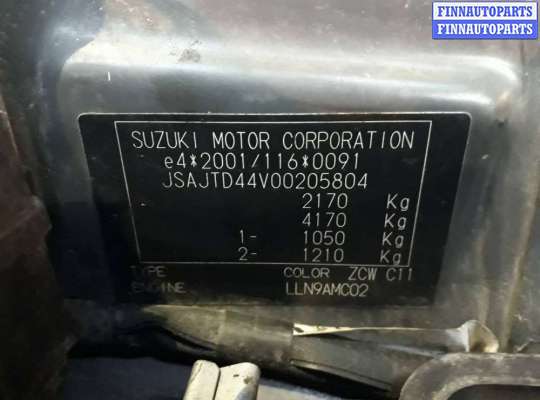 FINNAUTOPARTS
FINNAUTOPARTS
SUZUKI MOTOR CORPORATION
e4*2001/116*0091
JSAJTD44V00205804
2170 Kg
4170 Kg
1- 1050 Kg
2- 1210 Kg
TYPE COLOR ZCW C11
ENGINE LLN9AMC02